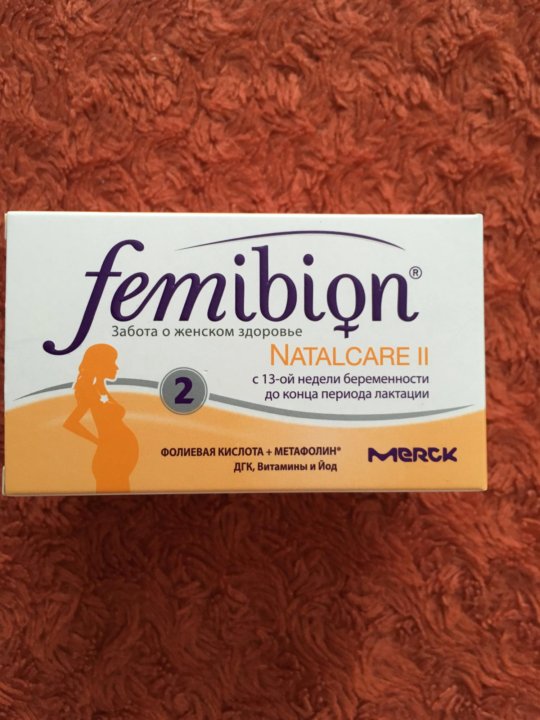 femibion®
Забота о женском здоровье
NATALCARE II
с 13-ой недели беременности
до конца периода лактации
2
ФОЛИЕВАЯ КИСЛОТА + МЕТАФОЛИН®
ДГК, Витамины и Йод
MERCK